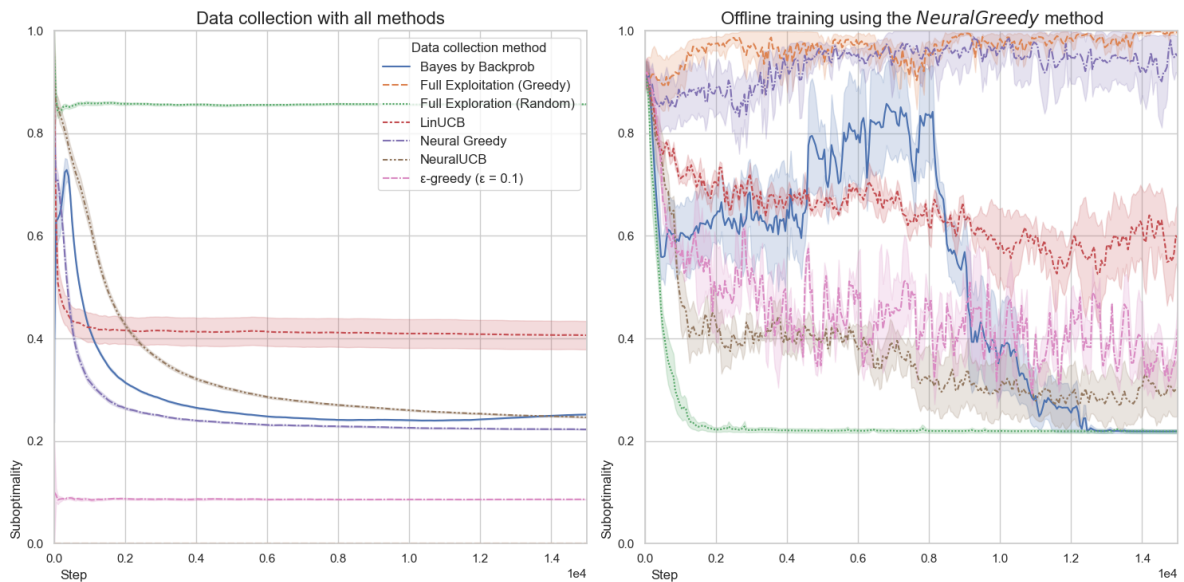 Data collection with all methods
1.0
0.8
0.6
0.4
0.2
0.0
Suboptimality
Data collection method
Bayes by Backprob
Full Exploitation (Greedy)
Full Exploration (Random)
LinUCB
Neural Greedy
NeuralUCB
ε-greedy (ε = 0.1)
0.0 0.2 0.4 0.6 0.8 1.0 1.2 1.4
Step 1e4
Offline training using the NeuralGreedy method
1.0
0.8
0.6
0.4
0.2
0.0
Suboptimality
0.0 0.2 0.4 0.6 0.8 1.0 1.2 1.4
Step 1e4